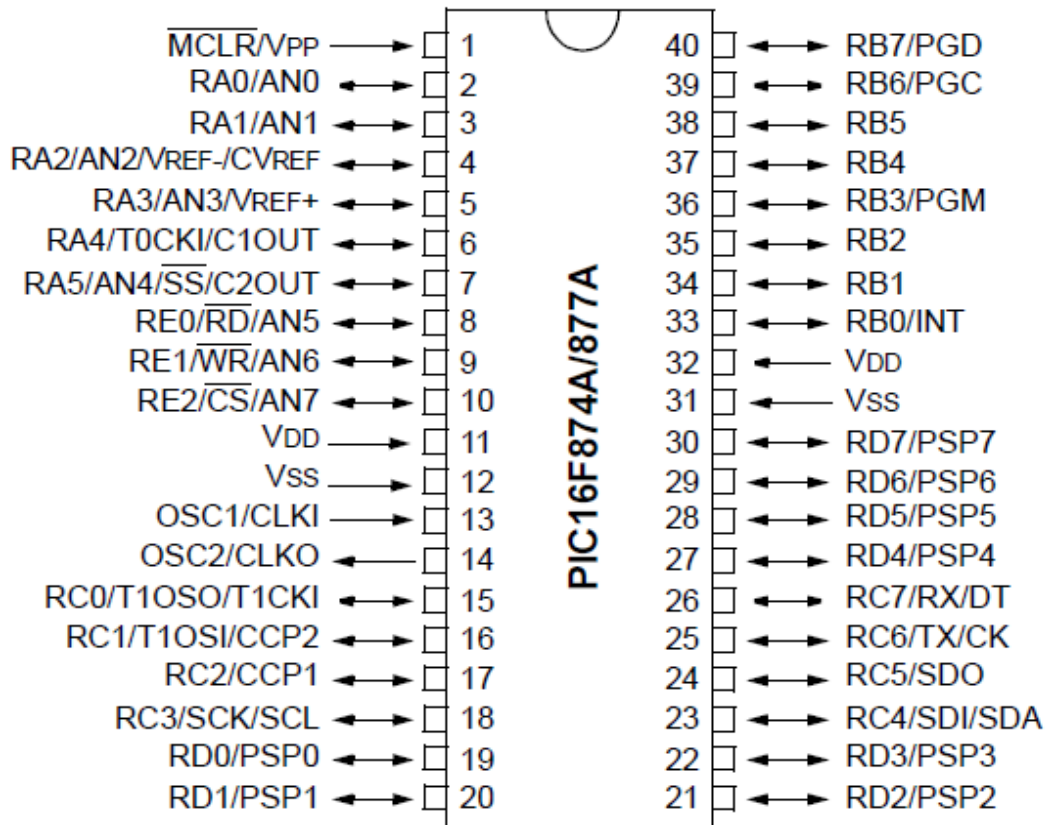 M̅C̅L̅R̅/VPP 1 40 RB7/PGD
RA0/AN0 2 39 RB6/PGC
RA1/AN1 3 38 RB5
RA2/AN2/VREF-/CVREF 4 37 RB4
RA3/AN3/VREF+ 5 36 RB3/PGM
RA4/T0CKI/C1OUT 6 35 RB2
RA5/AN4/S̅S̅/C2OUT 7 34 RB1
RE0/R̅D̅/AN5 8 33 RB0/INT
RE1/W̅R̅/AN6 9 32 VDD
RE2/C̅S̅/AN7 10 31 VSS
VDD 11 30 RD7/PSP7
VSS 12 29 RD6/PSP6
OSC1/CLKI 13 28 RD5/PSP5
OSC2/CLKO 14 27 RD4/PSP4
RC0/T1OSO/T1CKI 15 26 RC7/RX/DT
RC1/T1OSI/CCP2 16 25 RC6/TX/CK
RC2/CCP1 17 24 RC5/SDO
RC3/SCK/SCL 18 23 RC4/SDI/SDA
RD0/PSP0 19 22 RD3/PSP3
RD1/PSP1 20 21 RD2/PSP2
PIC16F874A/877A